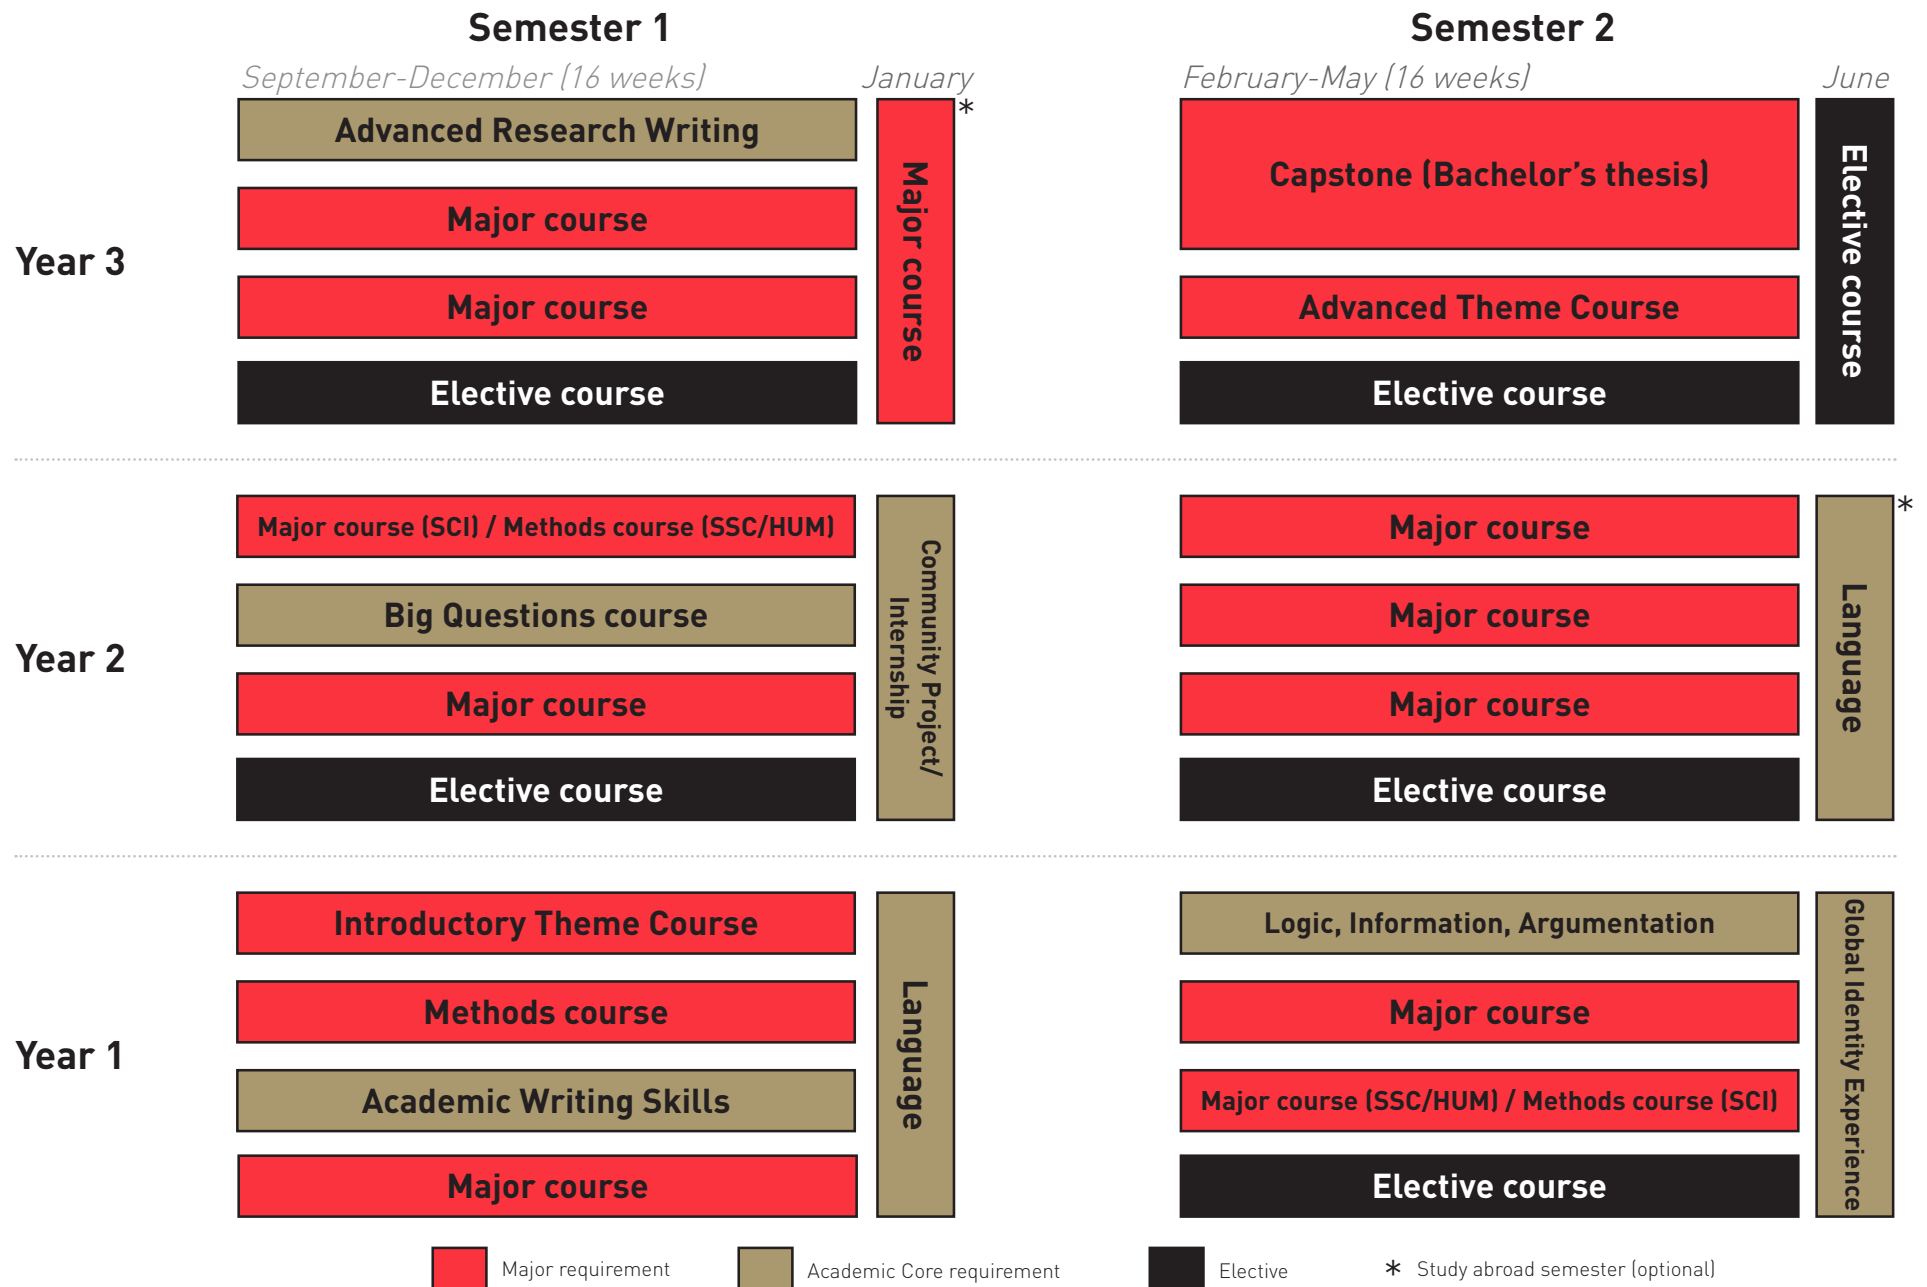 Semester 1
Semester 2
September-December (16 weeks)
January
February-May (16 weeks)
June
Year 3
Advanced Research Writing
Major course
Major course
Elective course
Major course
*
Capstone (Bachelor's thesis)
Advanced Theme Course
Elective course
Elective course
Year 2
Major course (SCI) / Methods course (SSC/HUM)
Big Questions course
Major course
Elective course
Community Project/
Internship
Major course
Major course
Major course
Elective course
Language
*
Year 1
Introductory Theme Course
Methods course
Academic Writing Skills
Major course
Language
Logic, Information, Argumentation
Major course
Major course (SSC/HUM) / Methods course (SCI)
Elective course
Global Identity Experience
Major requirement
Academic Core requirement
Elective
* Study abroad semester (optional)